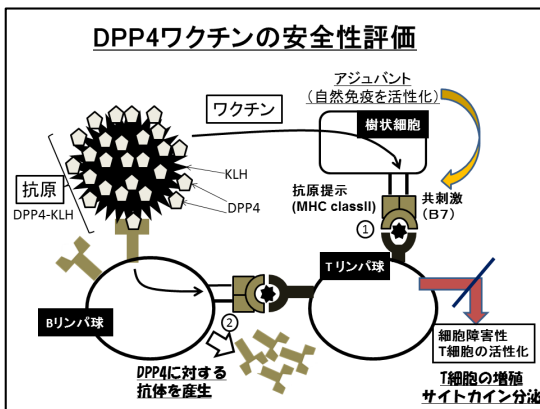 DPP4ワクチンの安全性評価
アジュバント
(自然免疫を活性化)
ワクチン
樹状細胞
KLH
DPP4
抗原
DPP4-KLH
抗原提示
(MHC classII)
共刺激
(B7)
①
Tリンパ球
Bリンパ球
②
DPP4に対する
抗体を産生
細胞障害性
T細胞の活性化
T細胞の増殖
サイトカイン分泌